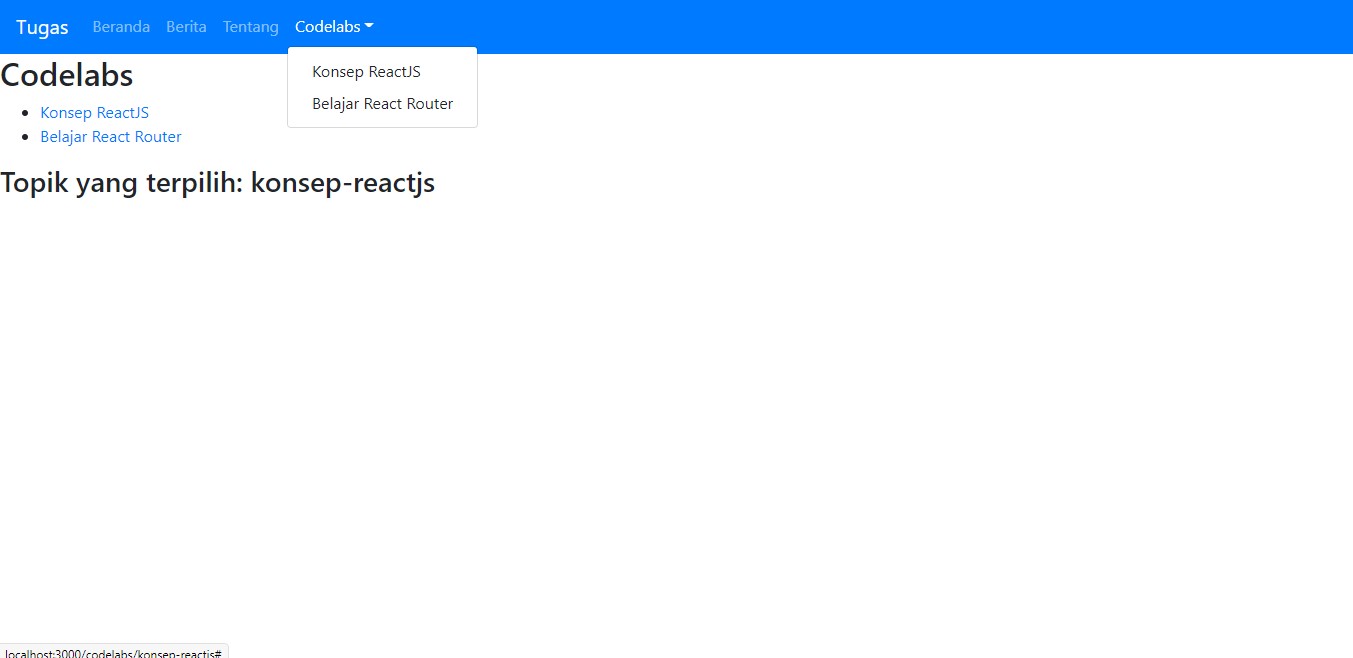 Tugas Beranda Berita Tentang Codelabs
Konsep ReactJS
Belajar React Router
Codelabs
Konsep ReactJS
Belajar React Router
Topik yang terpilih: konsep-reactjs
localhost:3000/codelabs/konsep-reactjs#